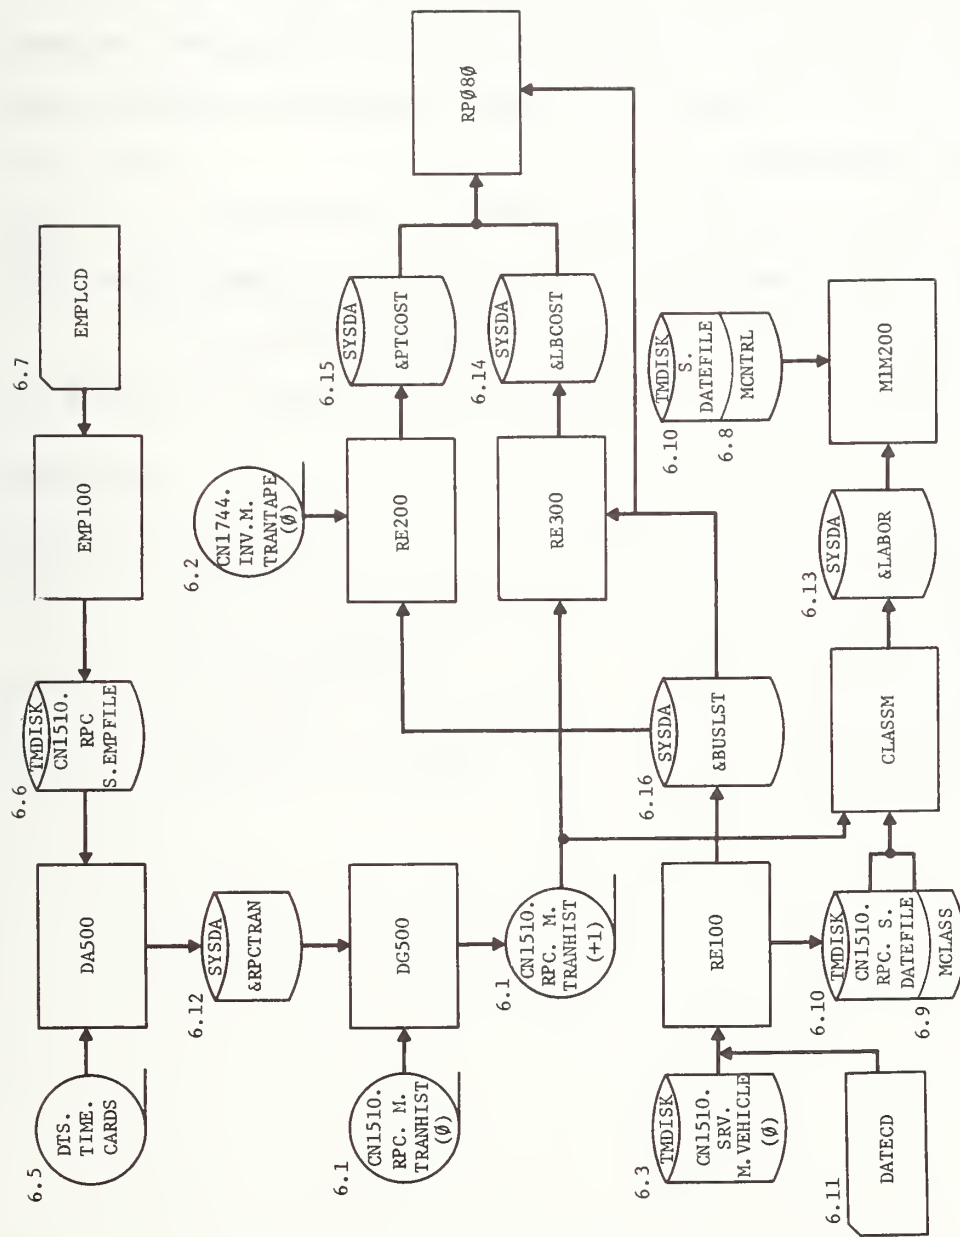 6.5
DTS.
TIME.
CARDS
DA500
6.6
TMDISK
CN1510.
RPC
S.EMPFILE
EMP100
6.7
EMPLCD
6.12
SYSDA
&RPCTRAN
6.1
CN1510.
RPC. M.
TRANHIST
(Ø)
DG500
6.1
CN1510.
RPC. M.
TRANHIST
(+1)
6.2
CN1744.
INV.M.
TRANTAPE
(Ø)
RE200
6.15
SYSDA
&PTCOST
RE300
6.14
SYSDA
&LBCOST
RPØ8Ø
6.3
TMDISK
CN1510.
SRV.
M.VEHICLE
(Ø)
RE100
6.16
SYSDA
&BUSLST
6.11
DATECD
6.10
TMDISK
CN1510.
RPC. S.
DATEFILE
6.9
MCLASS
CLASSM
6.13
SYSDA
&LABOR
6.10
TMDISK
S.
DATEFILE
6.8
MCNTRL
M1M200